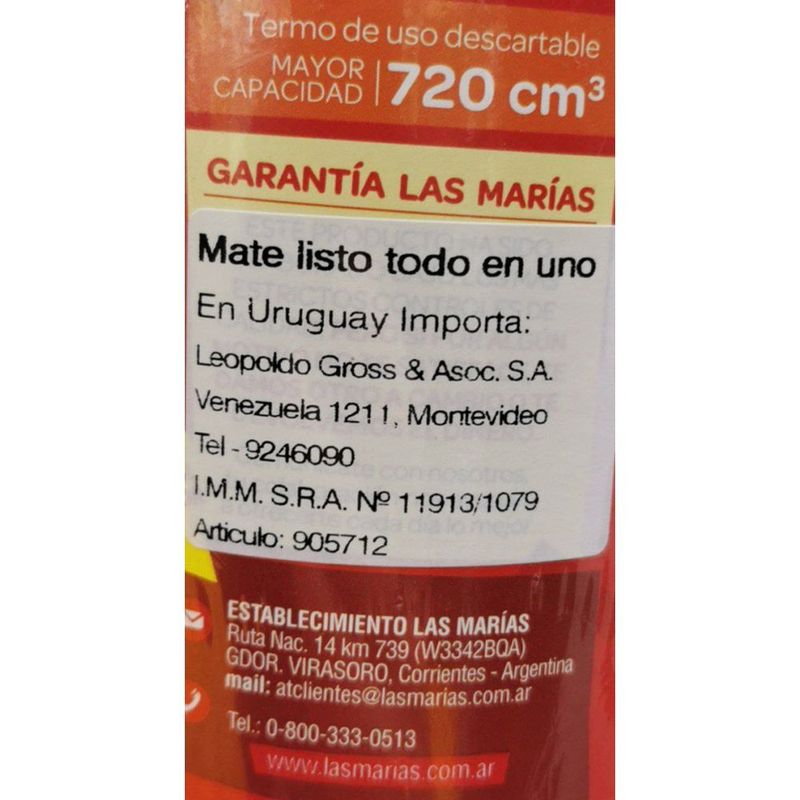 Termo de uso descartable
MAYOR
CAPACIDAD
720 cm³
GARANTÍA LAS MARÍAS
Mate listo todo en uno
En Uruguay Importa:
Leopoldo Gross & Asoc. S.A.
Venezuela 1211, Montevideo
Tel - 9246090
I.M.M. S.R.A. Nº 11913/1079
Articulo: 905712
ESTABLECIMIENTO LAS MARÍAS
Ruta Nac. 14 km 739 (W3342BQA)
GDOR. VIRASORO, Corrientes - Argentina
mail: atclientes@lasmarias.com.ar
Tel.: 0-800-333-0513
www.lasmarias.com.ar